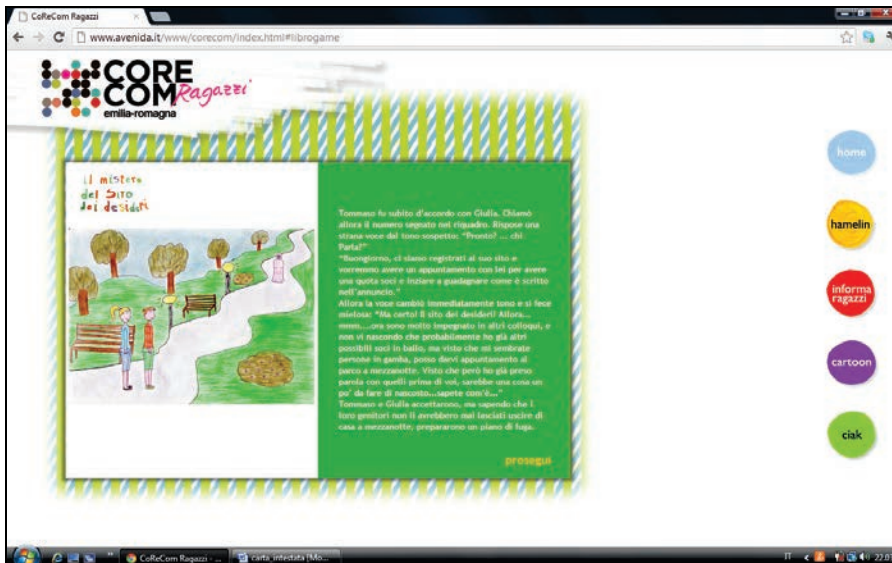 CoReCom Ragazzi
www.avenida.it/www/corecom/index.html#librogame
CORE
COM Ragazzi
emilia-romagna
il mistero
del Sito
dei desideri
Tommaso fu subito d'accordo con Giulia. Chiamò
allora il numero segnato nel riquadro. Rispose una
strana voce dal tono sospetto: "Pronto? ... chi
Parla?"
"Buongiorno, ci siamo registrati al suo sito e
vorremmo avere un appuntamento con lei per avere
una quota soci e iniziare a guadagnare come è scritto
nell'annuncio."
Allora la voce cambiò immediatamente tono e si fece
mielosa: "Ma certo! Il sito dei desideri! Allora...
mmm....ora sono molto impegnato in altri colloqui, e
non vi nascondo che probabilmente ho già altri
possibili soci in ballo, ma visto che mi sembrate
persone in gamba, posso darvi appuntamento al
parco a mezzanotte. Visto che però ho già preso
parola con quelli prima di voi, sarebbe una cosa un
po' da fare di nascosto...sapete com'è..."
Tommaso e Giulia accettarono, ma sapendo che i
loro genitori non li avrebbero mai lasciati uscire di
casa a mezzanotte, prepararono un piano di fuga.
prosegui
home
hamelin
informa
ragazzi
cartoon
ciak
CoReCom Ragazzi - ...
carta_intestata [Mo...
IT
22.07